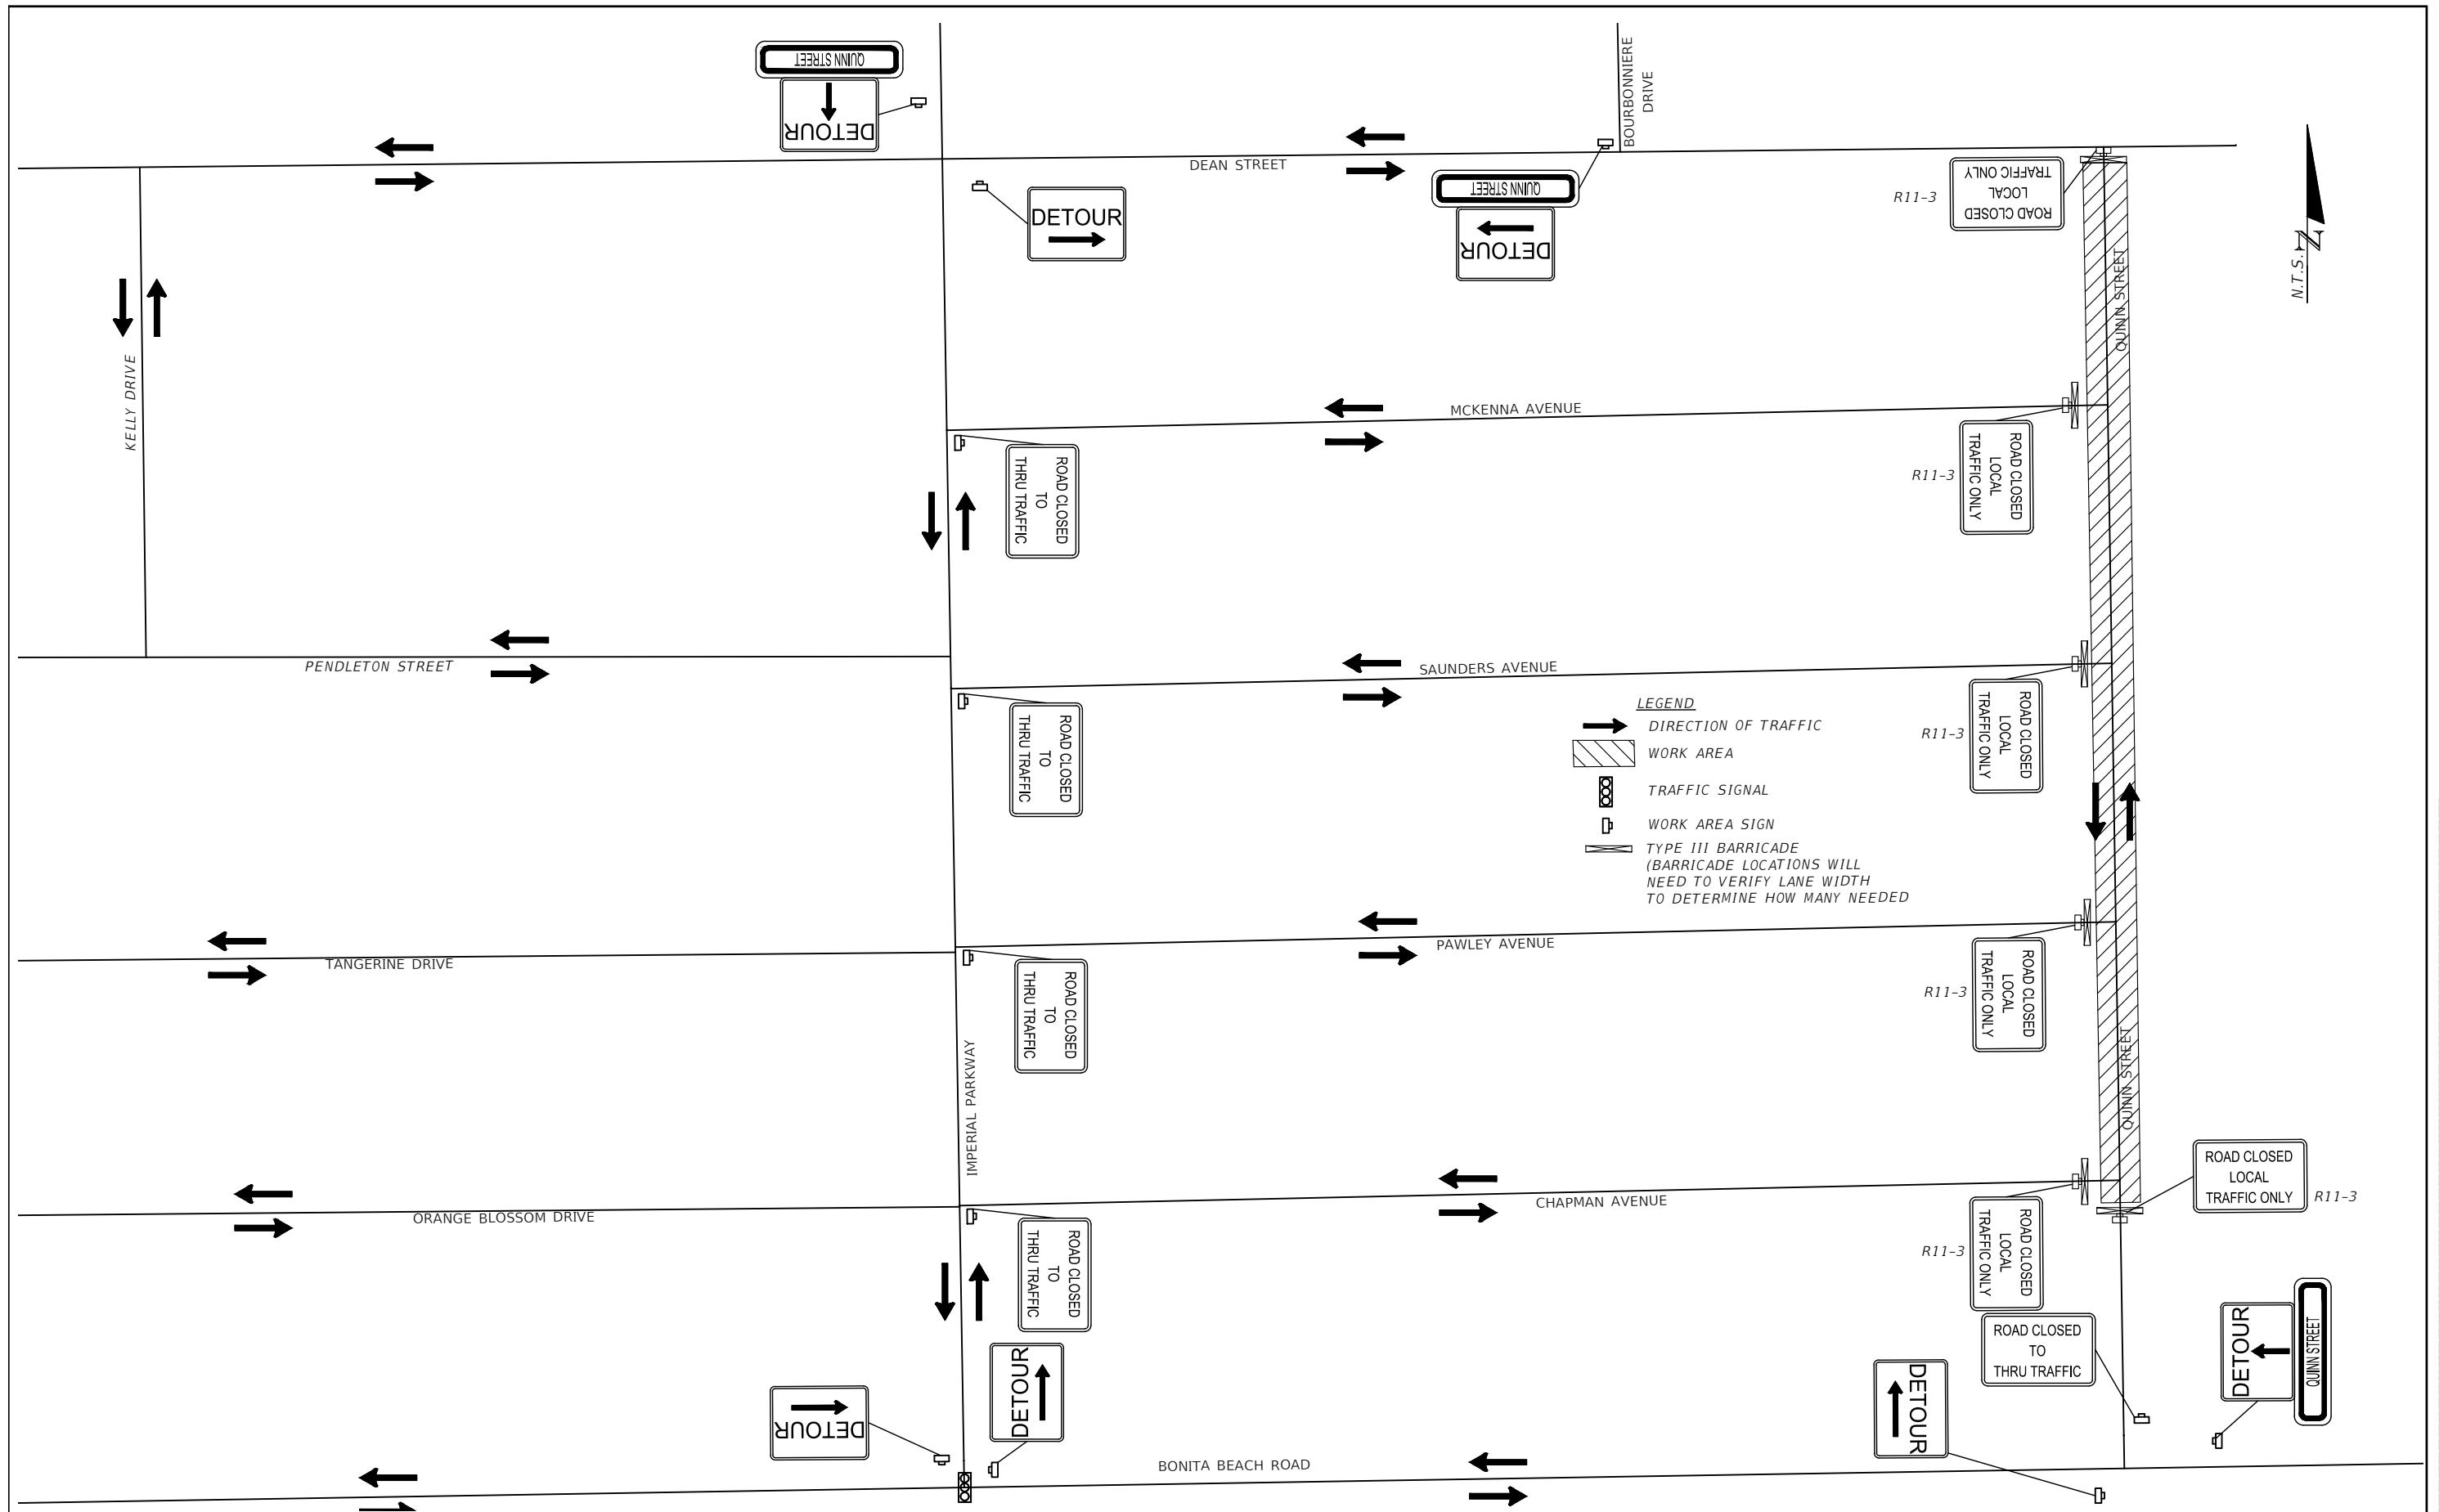 QUINN STREET
DETOUR
BOURBONNIERE
DRIVE
DEAN STREET
DETOUR
QUINN STREET
DETOUR
R11-3
ROAD CLOSED
LOCAL
TRAFFIC ONLY
QUINN STREET
N
N.T.S.
KELLY DRIVE
MCKENNA AVENUE
ROAD CLOSED
TO
THRU TRAFFIC
R11-3
ROAD CLOSED
LOCAL
TRAFFIC ONLY
PENDLETON STREET
SAUNDERS AVENUE
ROAD CLOSED
TO
THRU TRAFFIC
LEGEND
DIRECTION OF TRAFFIC
WORK AREA
TRAFFIC SIGNAL
WORK AREA SIGN
TYPE III BARRICADE
(BARRICADE LOCATIONS WILL
NEED TO VERIFY LANE WIDTH
TO DETERMINE HOW MANY NEEDED
R11-3
ROAD CLOSED
LOCAL
TRAFFIC ONLY
TANGERINE DRIVE
PAWLEY AVENUE
ROAD CLOSED
TO
THRU TRAFFIC
R11-3
ROAD CLOSED
LOCAL
TRAFFIC ONLY
IMPERIAL PARKWAY
QUINN STREET
ROAD CLOSED
LOCAL
TRAFFIC ONLY
R11-3
ORANGE BLOSSOM DRIVE
CHAPMAN AVENUE
ROAD CLOSED
TO
THRU TRAFFIC
R11-3
ROAD CLOSED
LOCAL
TRAFFIC ONLY
ROAD CLOSED
TO
THRU TRAFFIC
DETOUR
QUINN STREET
DETOUR
DETOUR
DETOUR
BONITA BEACH ROAD